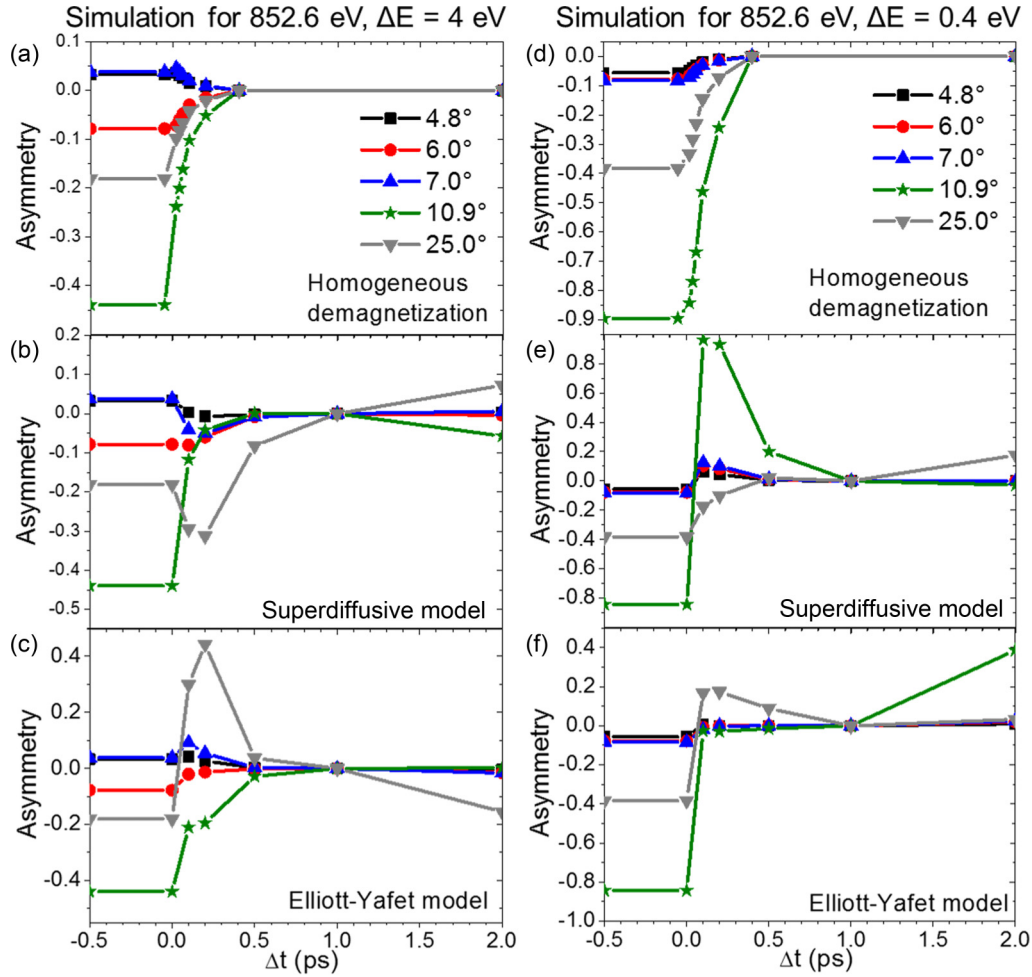 Simulation for 852.6 eV, ΔE = 4 eV
Simulation for 852.6 eV, ΔE = 0.4 eV
(a)
0.1
0.0
-0.1
-0.2
-0.3
-0.4
Asymmetry
4.8°
6.0°
7.0°
10.9°
25.0°
Homogeneous
demagnetization
(d)
0.0
-0.1
-0.2
-0.3
-0.4
-0.5
-0.6
-0.7
-0.8
-0.9
Asymmetry
4.8°
6.0°
7.0°
10.9°
25.0°
Homogeneous
demagnetization
(b)
0.2
0.1
0.0
-0.1
-0.2
-0.3
-0.4
-0.5
Asymmetry
Superdiffusive model
(e)
0.8
0.6
0.4
0.2
0.0
-0.2
-0.4
-0.6
-0.8
Asymmetry
Superdiffusive model
(c)
0.4
0.2
0.0
-0.2
-0.4
Asymmetry
Elliott-Yafet model
-0.5
0.0
0.5
1.0
1.5
2.0
Δt (ps)
(f)
0.4
0.2
0.0
-0.2
-0.4
-0.6
-0.8
-1.0
Asymmetry
Elliott-Yafet model
-0.5
0.0
0.5
1.0
1.5
2.0
Δt (ps)